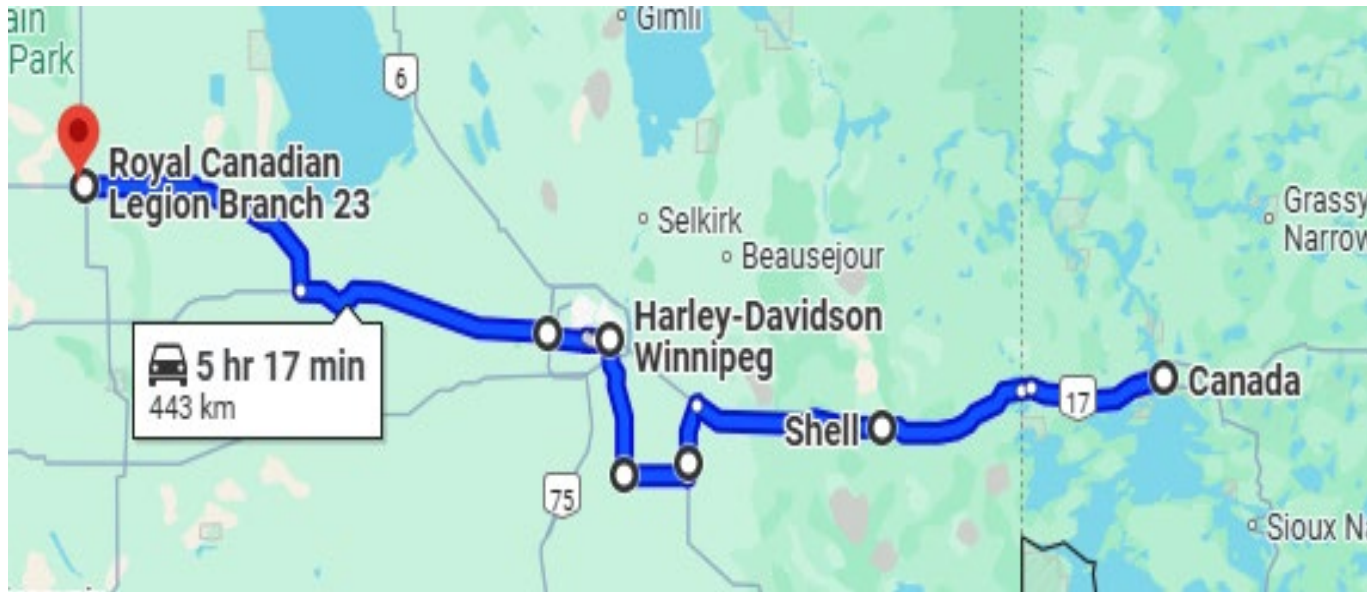 ain
Park
Gimli
6
Royal Canadian
Legion Branch 23
Selkirk
Beausejour
Grassy
Narrow
Harley-Davidson
Winnipeg
5 hr 17 min
443 km
Shell
17
Canada
75
Sioux Na